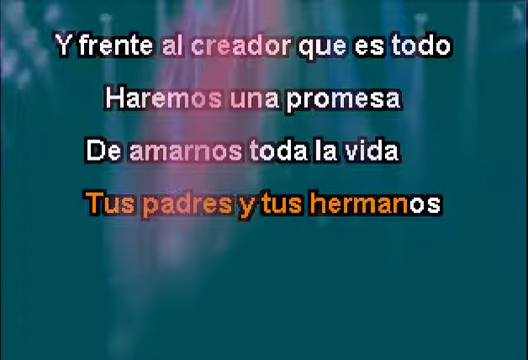 Y frente al creador que es todo
Haremos una promesa
De amarnos toda la vida
Tus padres y tus hermanos